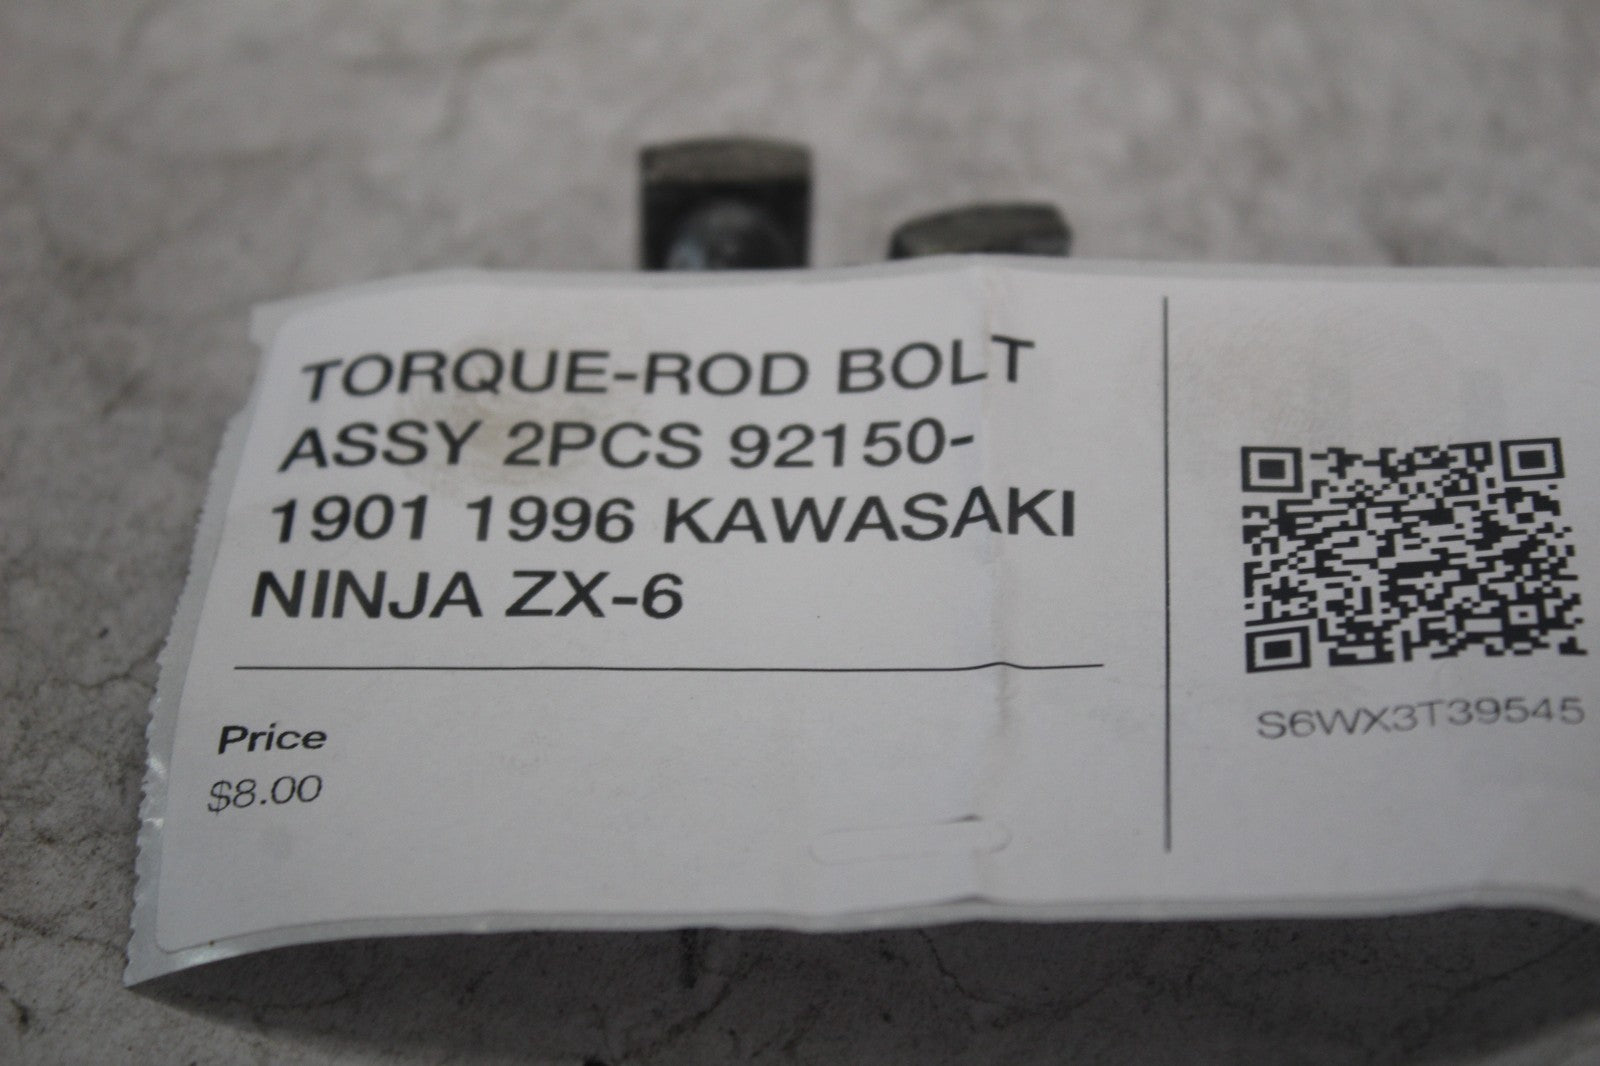 TORQUE-ROD BOLT
ASSY 2PCS 92150-
1901 1996 KAWASAKI
NINJA ZX-6
Price
$8.00
S6WX3T39545